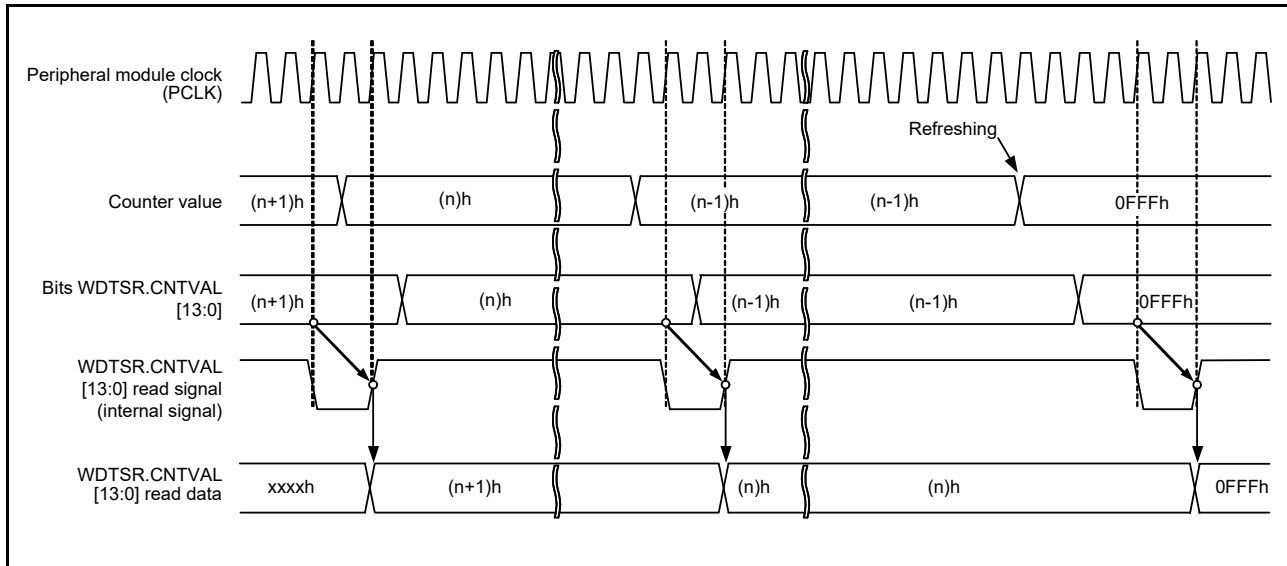 Peripheral module clock
(PCLK)
Refreshing
Counter value
(n+1)h
(n)h
(n-1)h
(n-1)h
0FFFh
Bits WDTSR.CNTVAL
[13:0]
(n+1)h
(n)h
(n-1)h
(n-1)h
0FFFh
WDTSR.CNTVAL
[13:0] read signal
(internal signal)
WDTSR.CNTVAL
[13:0] read data
xxxxh
(n+1)h
(n)h
(n)h
0FFFh